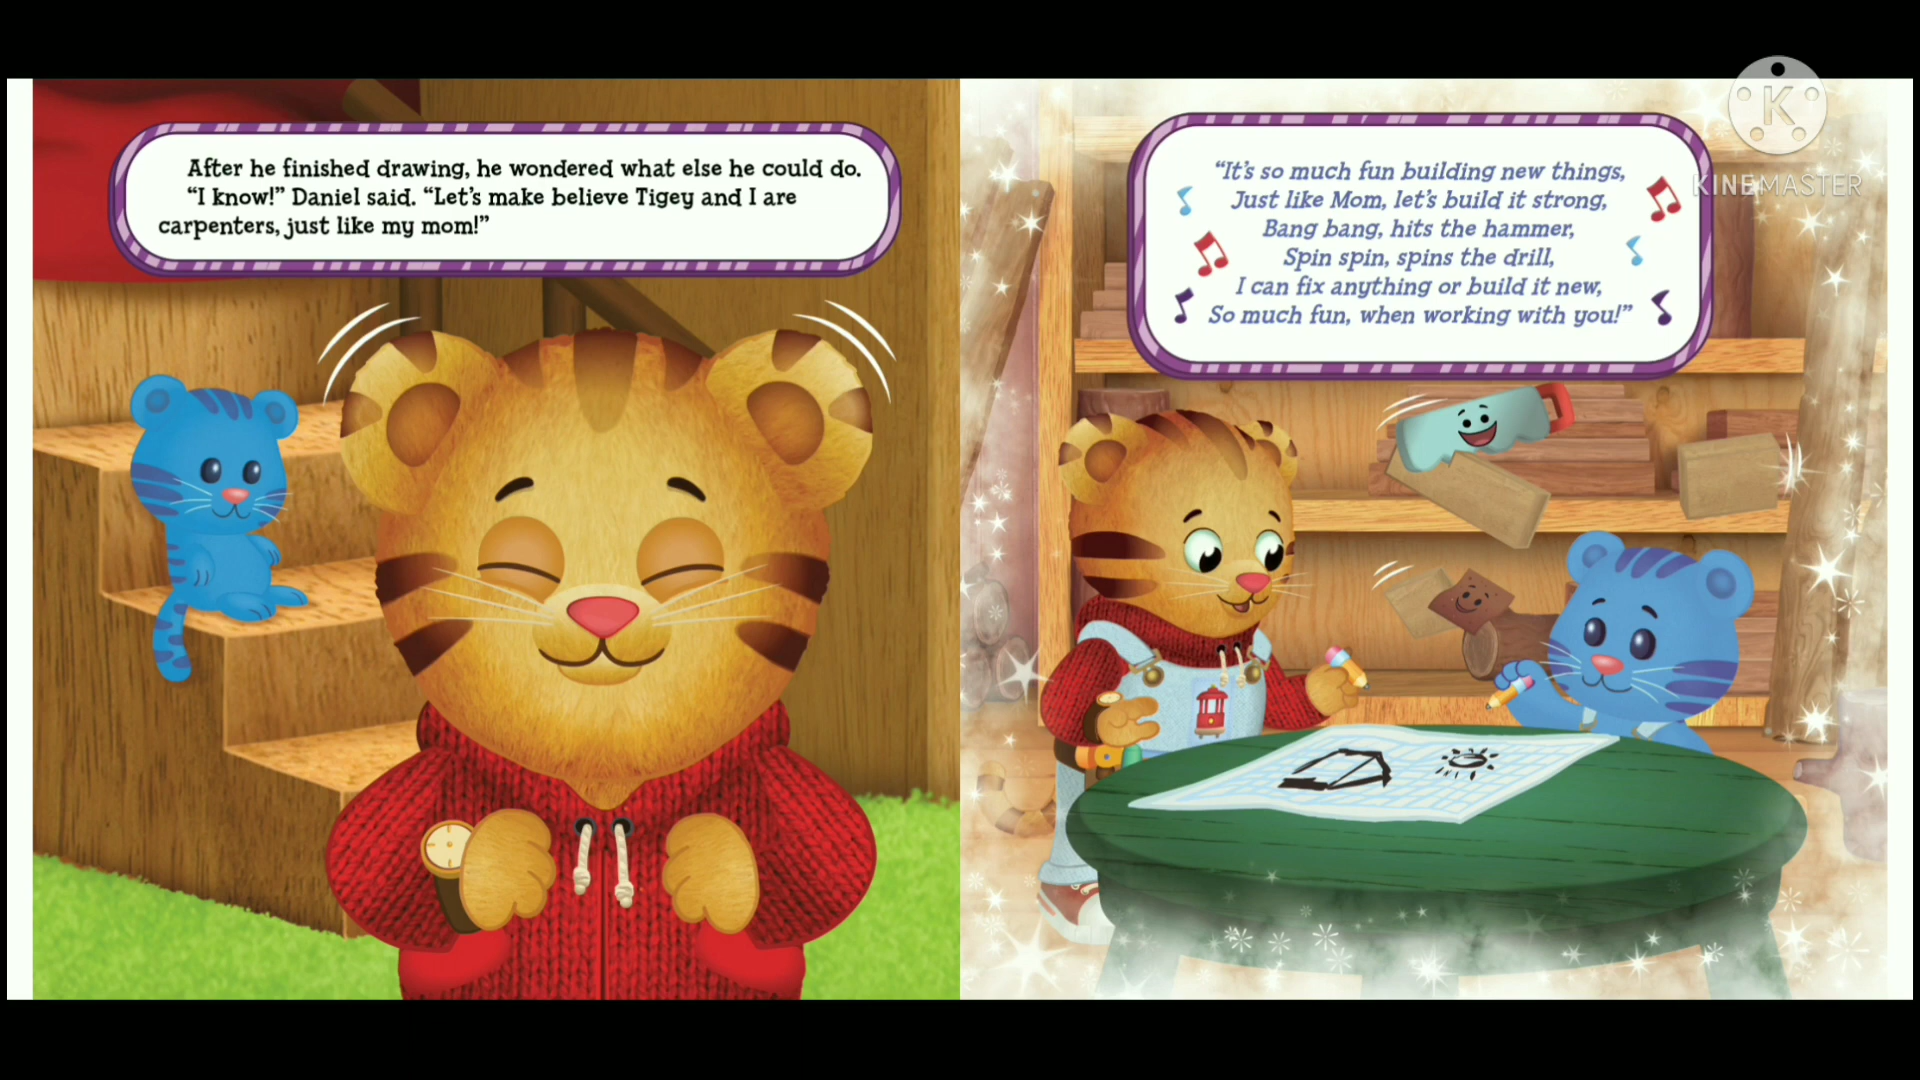 After he finished drawing, he wondered what else he could do.
“I know!” Daniel said. “Let’s make believe Tigey and I are
carpenters, just like my mom!”
“It’s so much fun building new things,
Just like Mom, let’s build it strong,
Bang bang, hits the hammer,
Spin spin, spins the drill,
I can fix anything or build it new,
So much fun, when working with you!”
K
KINEMASTER